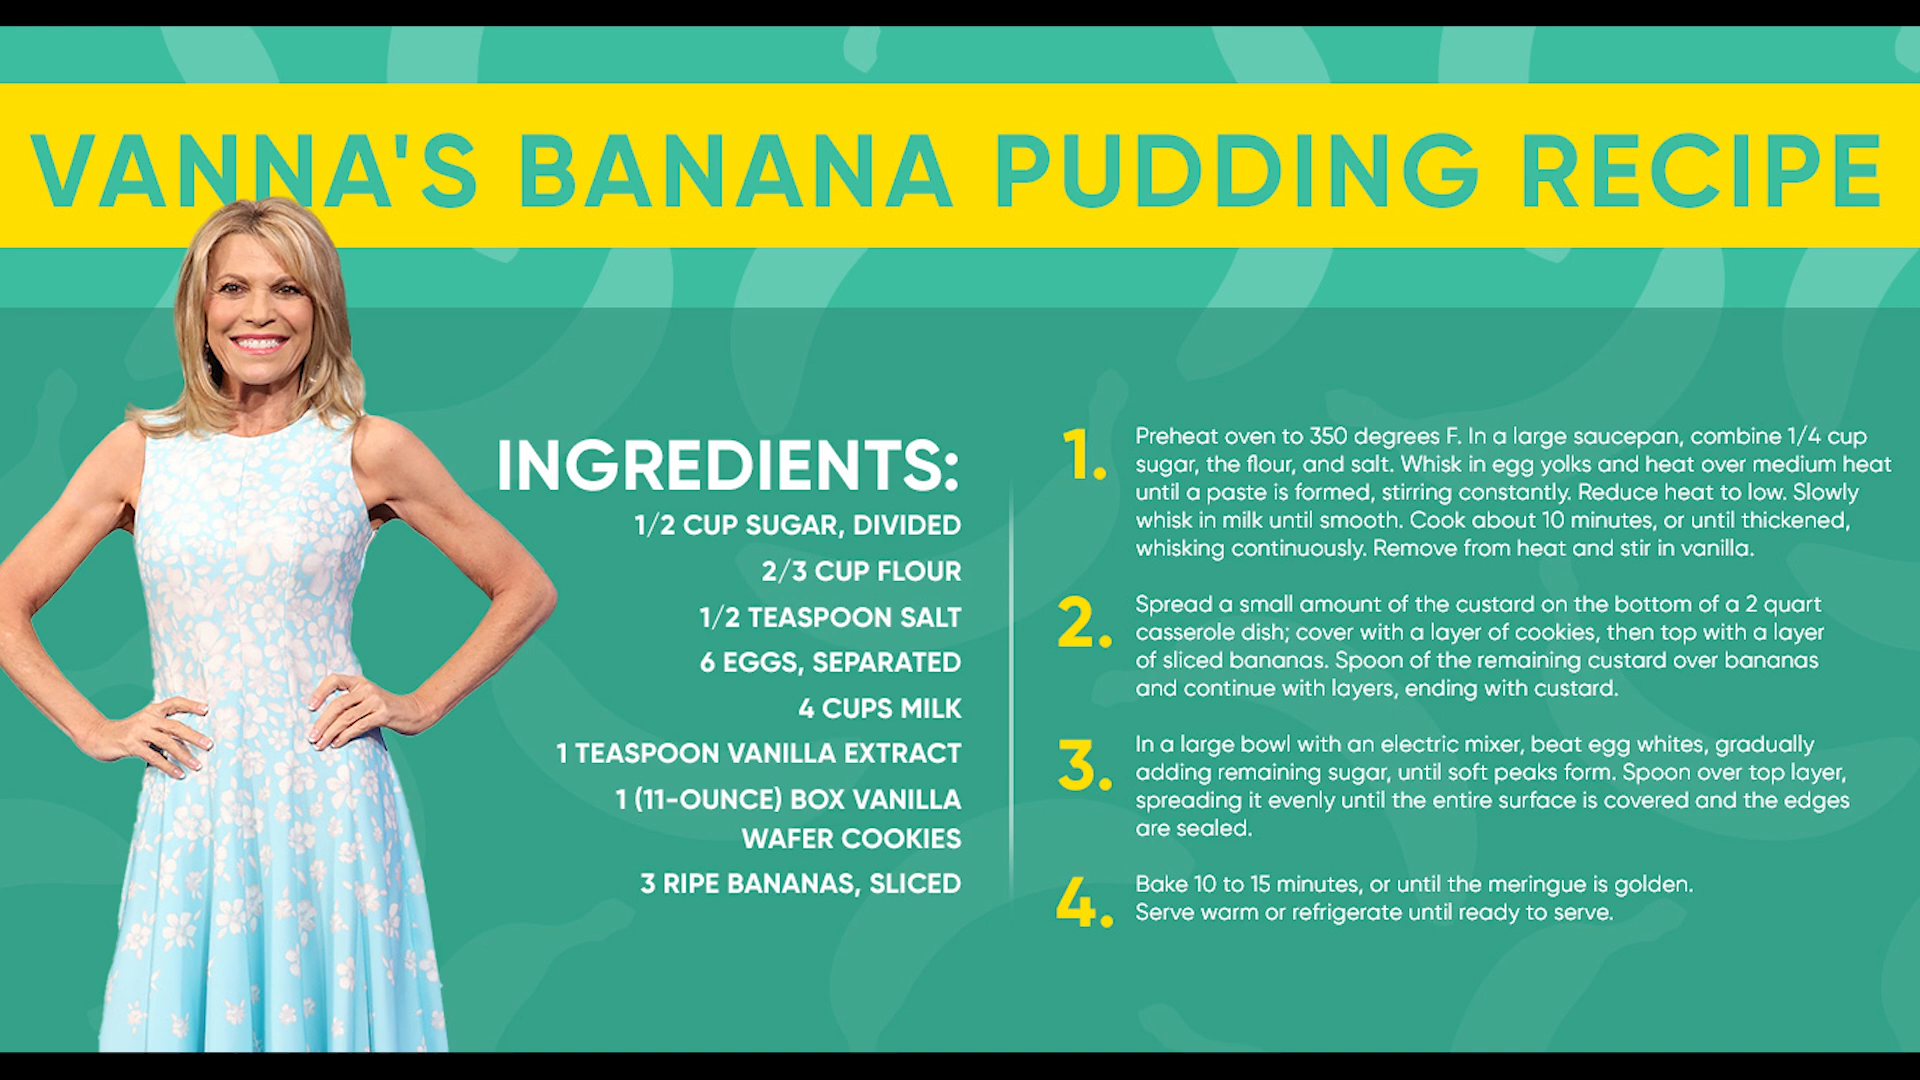 VANNA'S BANANA PUDDING RECIPE
INGREDIENTS:
1/2 CUP SUGAR, DIVIDED
2/3 CUP FLOUR
1/2 TEASPOON SALT
6 EGGS, SEPARATED
4 CUPS MILK
1 TEASPOON VANILLA EXTRACT
1 (11-OUNCE) BOX VANILLA
WAFER COOKIES
3 RIPE BANANAS, SLICED
1. Preheat oven to 350 degrees F. In a large saucepan, combine 1/4 cup
sugar, the flour, and salt. Whisk in egg yolks and heat over medium heat
until a paste is formed, stirring constantly. Reduce heat to low. Slowly
whisk in milk until smooth. Cook about 10 minutes, or until thickened,
whisking continuously. Remove from heat and stir in vanilla.
2. Spread a small amount of the custard on the bottom of a 2 quart
casserole dish; cover with a layer of cookies, then top with a layer
of sliced bananas. Spoon of the remaining custard over bananas
and continue with layers, ending with custard.
3. In a large bowl with an electric mixer, beat egg whites, gradually
adding remaining sugar, until soft peaks form. Spoon over top layer,
spreading it evenly until the entire surface is covered and the edges
are sealed.
4. Bake 10 to 15 minutes, or until the meringue is golden.
Serve warm or refrigerate until ready to serve.